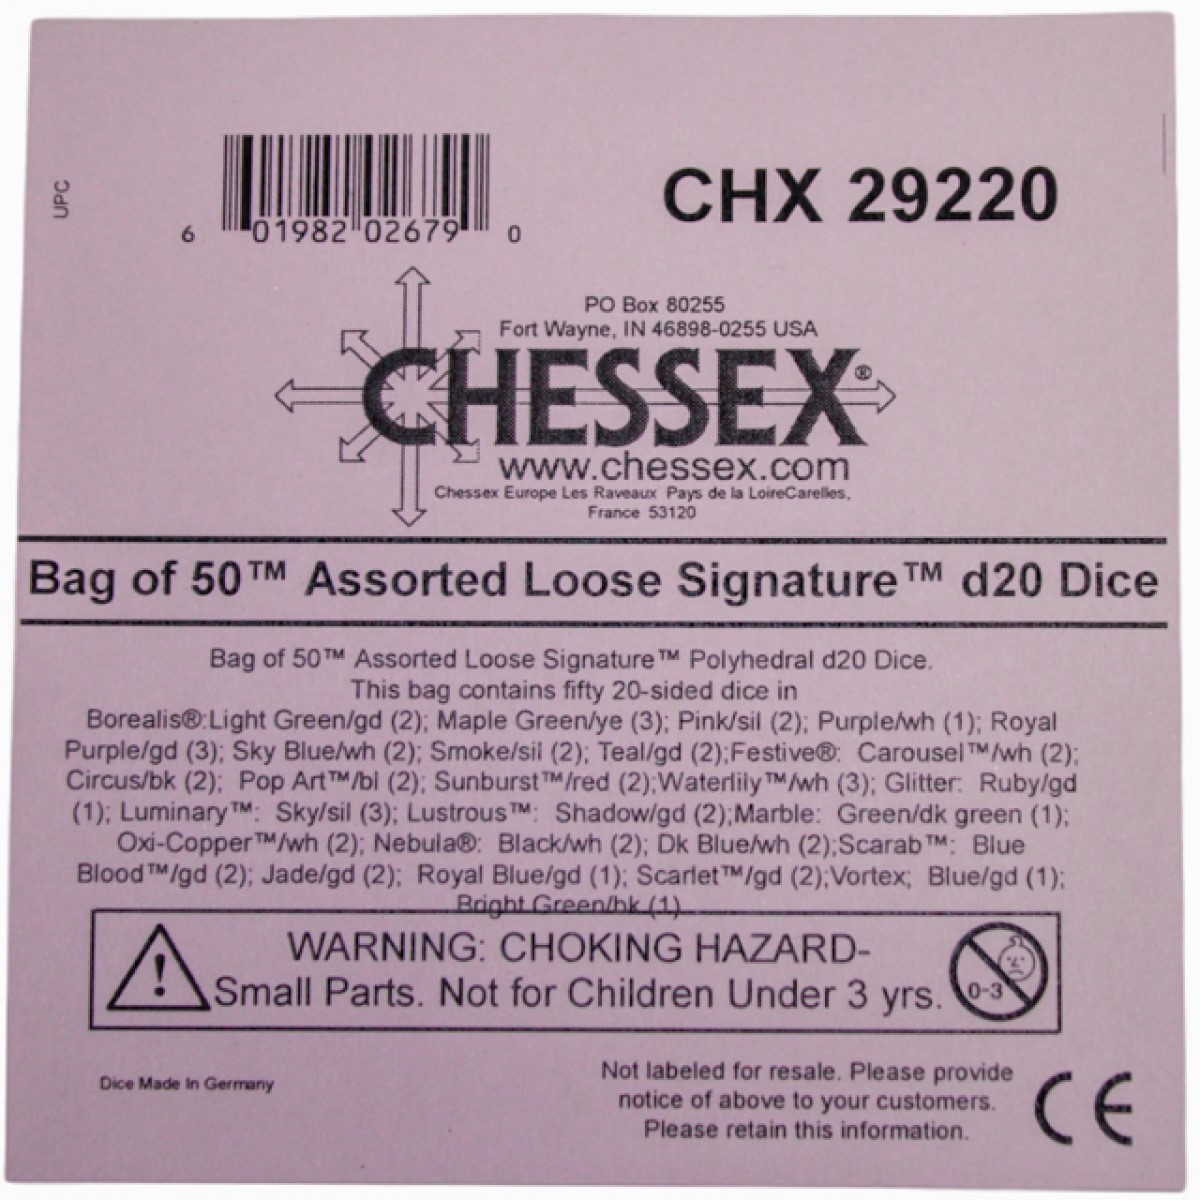 UPC
6 01982 02679 0
CHX 29220
PO Box 80255
Fort Wayne, IN 46898-0255 USA
CHESSEX®
www.chessex.com
Chessex Europe Les Raveaux Pays de la LoireCarelles,
France 53120
Bag of 50™ Assorted Loose Signature™ d20 Dice
Bag of 50™ Assorted Loose Signature™ Polyhedral d20 Dice.
This bag contains fifty 20-sided dice in
Borealis®:Light Green/gd (2); Maple Green/ye (3); Pink/sil (2); Purple/wh (1); Royal
Purple/gd (3); Sky Blue/wh (2); Smoke/sil (2); Teal/gd (2);Festive®: Carousel™/wh (2);
Circus/bk (2); Pop Art™/bl (2); Sunburst™/red (2);Waterlily™/wh (3); Glitter: Ruby/gd
(1); Luminary™: Sky/sil (3); Lustrous™: Shadow/gd (2);Marble: Green/dk green (1);
Oxi-Copper™/wh (2); Nebula®: Black/wh (2); Dk Blue/wh (2);Scarab™: Blue
Blood™/gd (2); Jade/gd (2); Royal Blue/gd (1); Scarlet™/gd (2);Vortex; Blue/gd (1);
Bright Green/bk (1)
WARNING: CHOKING HAZARD-
Small Parts. Not for Children Under 3 yrs.
0-3
Dice Made In Germany
Not labeled for resale. Please provide
notice of above to your customers.
Please retain this information.
CE